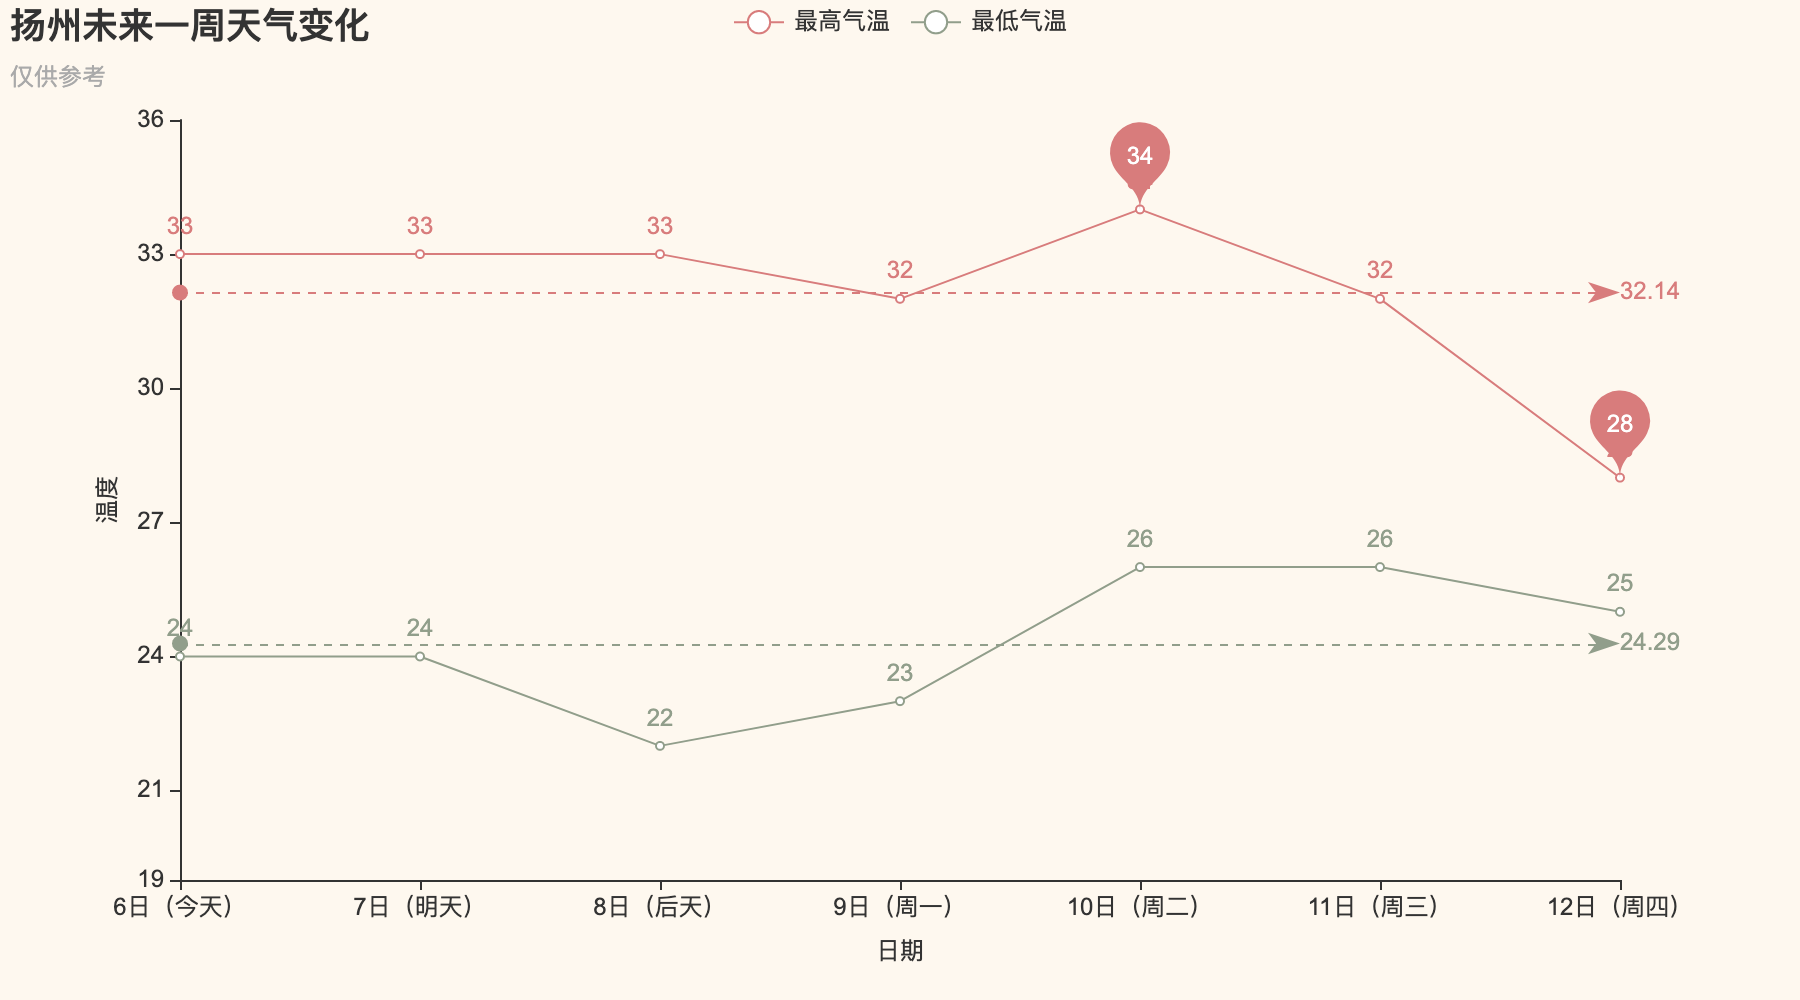 扬州未来一周天气变化
仅供参考
最高气温
最低气温
温度
36
33
30
27
24
21
19
33
33
33
32
34
32
28
32.14
24
24
22
23
26
26
25
24.29
6日（今天）
7日（明天）
8日（后天）
9日（周一）
10日（周二）
11日（周三）
12日（周四）
日期